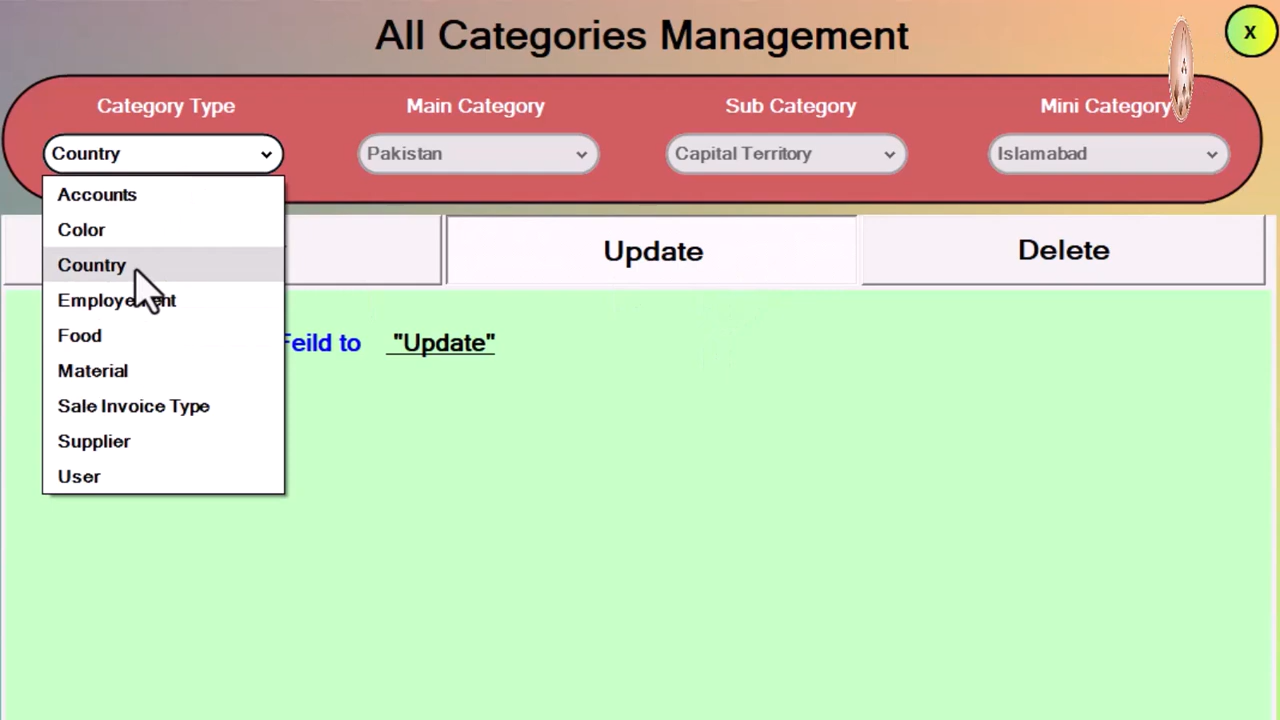 All Categories Management
X
Category Type
Main Category
Sub Category
Mini Category
Country
Pakistan
Capital Territory
Islamabad
Accounts
Color
Country
Food
Material
Sale Invoice Type
Supplier
User
Update
Delete
Feild to "Update"